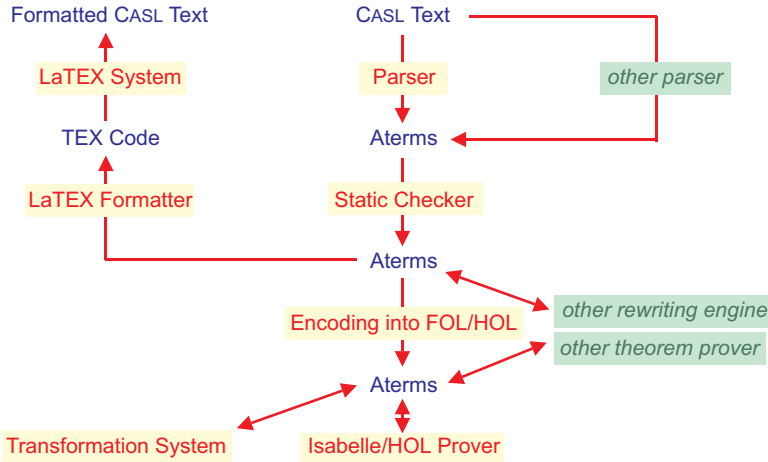 Formatted CASL Text
CASL Text
LaTEX System
Parser
other parser
TEX Code
Aterms
LaTEX Formatter
Static Checker
Aterms
other rewriting engine
Encoding into FOL/HOL
other theorem prover
Aterms
Transformation System
Isabelle/HOL Prover